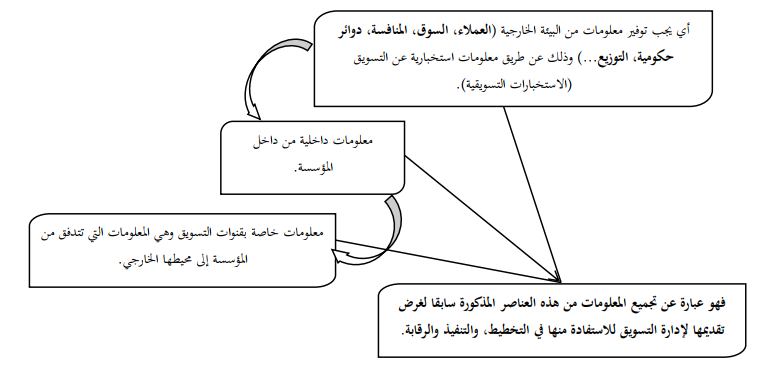 أي يجب توفير معلومات من البيئة الخارجية (العملاء، السوق، المنافسة، دوائر
حكومية، التوزيع...) وذلك عن طريق معلومات استخبارية عن التسويق
(الاستخبارات التسويقية).
معلومات داخلية من داخل
المؤسسة.
معلومات خاصة بقنوات التسويق وهي المعلومات التي تتدفق من
المؤسسة إلى محيطها الخارجي.
فهو عبارة عن تجميع المعلومات من هذه العناصر المذكورة سابقا لغرض
تقديمها لإدارة التسويق للاستفادة منها في التخطيط، والتنفيذ والرقابة.